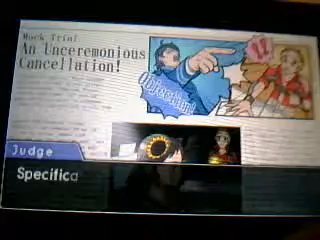 Mock Trial
An Unceremonious
Cancellation!
Objection!
Judge
Specifica